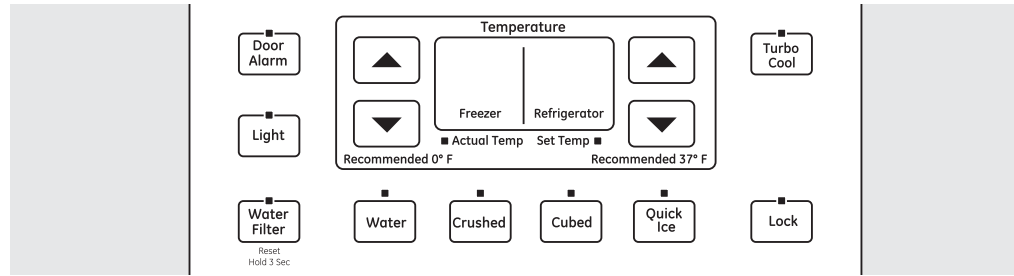 Temperature
Door
Alarm
Turbo
Cool
Freezer
Refrigerator
Light
Actual Temp
Set Temp
Recommended 0° F
Recommended 37° F
Water
Filter
Water
Crushed
Cubed
Quick
Ice
Lock
Reset
Hold 3 Sec